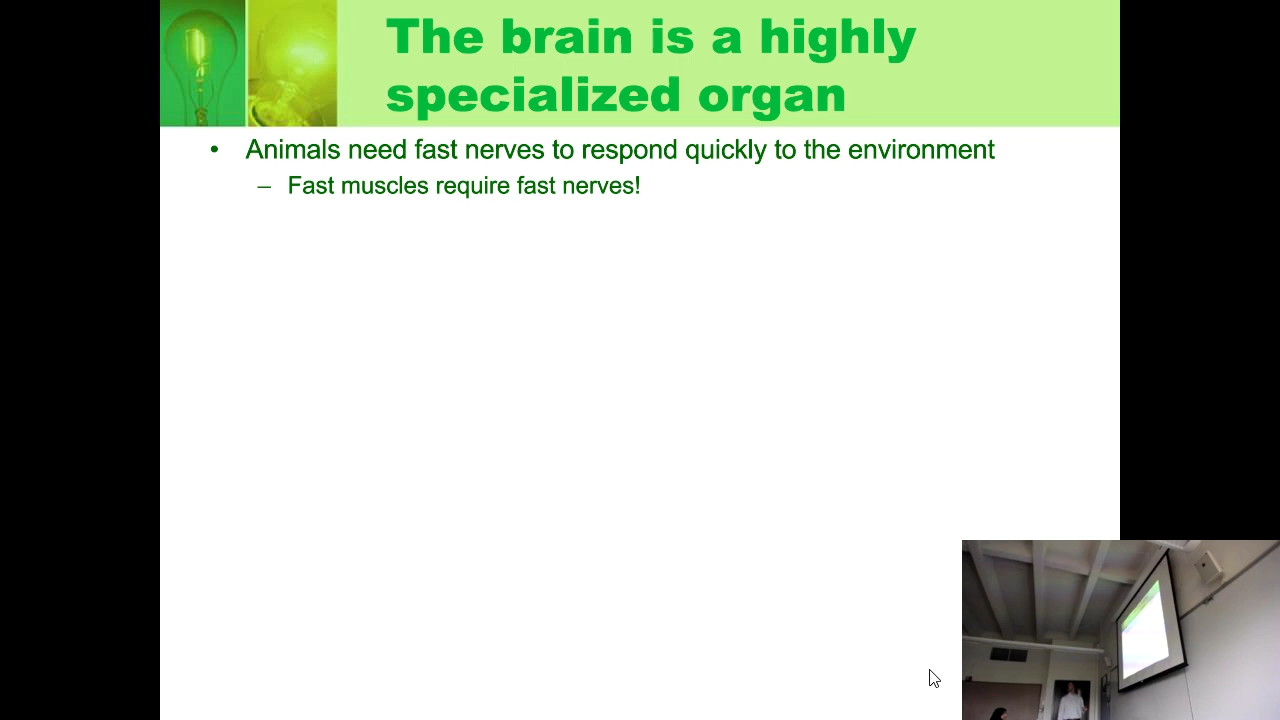 The brain is a highly
specialized organ
• Animals need fast nerves to respond quickly to the environment
– Fast muscles require fast nerves!